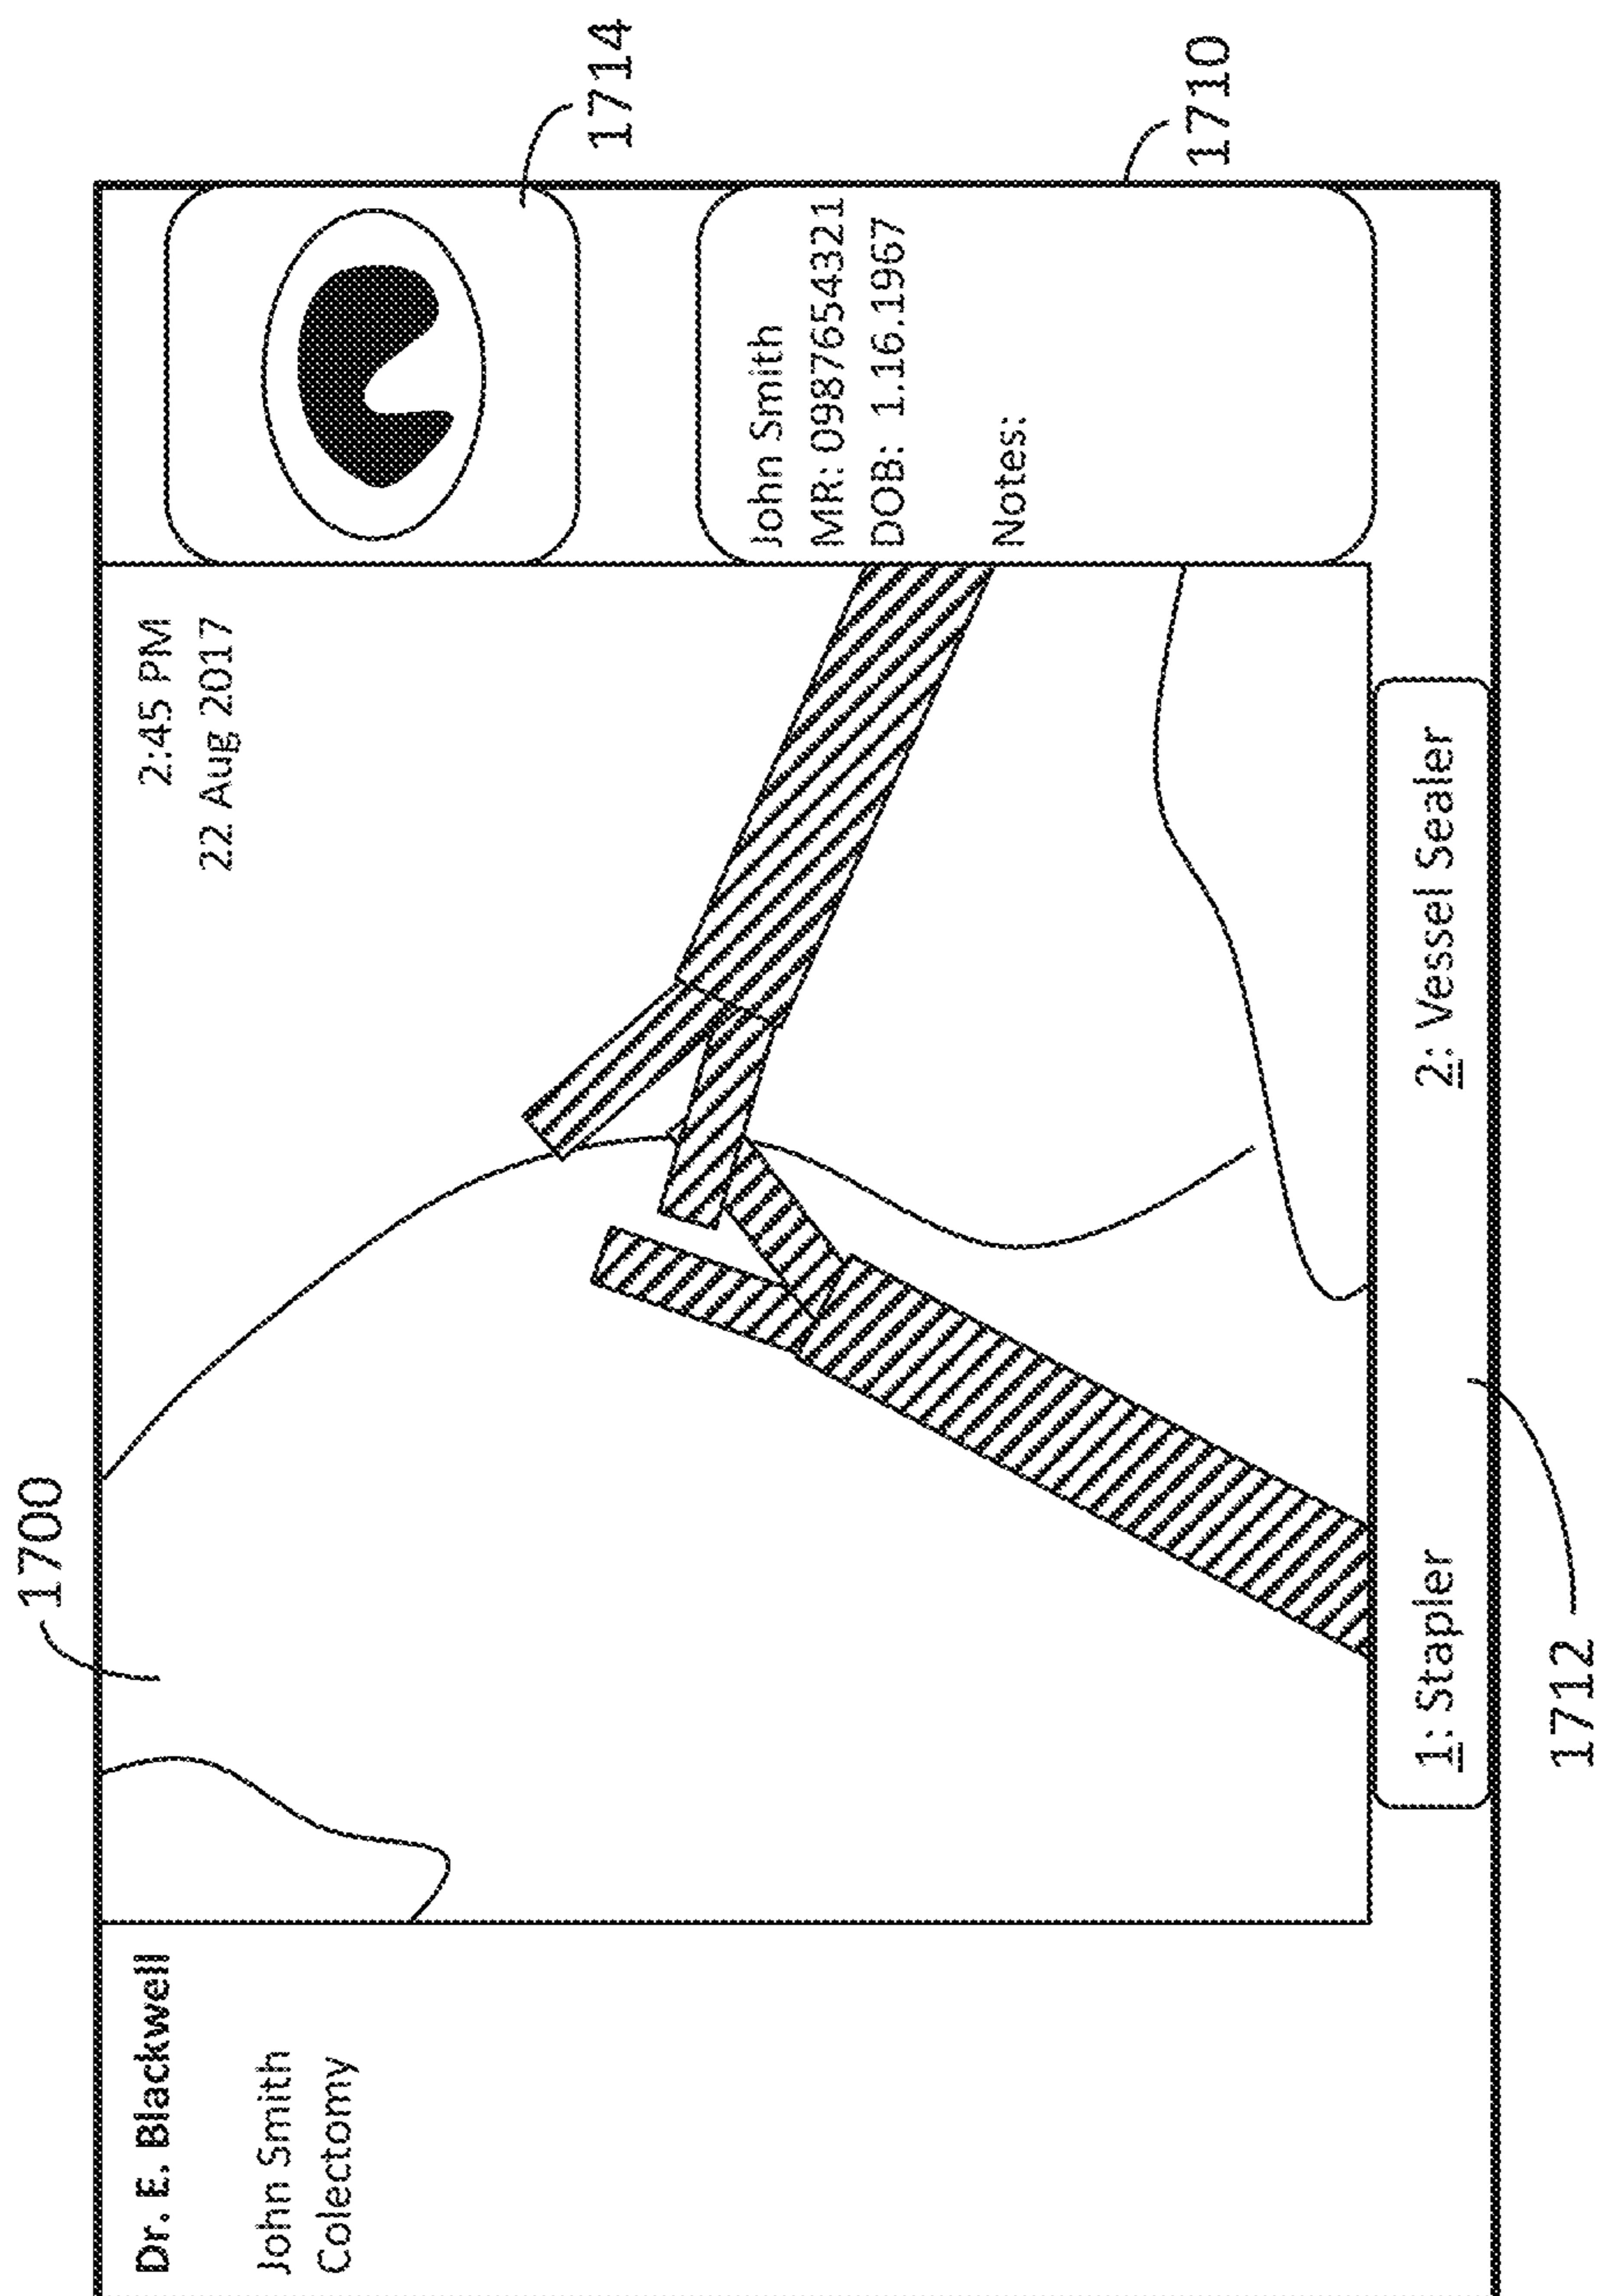 1700
Dr. E. Blackwell
John Smith
Colectomy
2:45 PM
22 Aug 2017
1714
John Smith
MR: 0987654321
DOB: 1.16.1967
Notes:
1710
1: Stapler
2: Vessel Sealer
1712